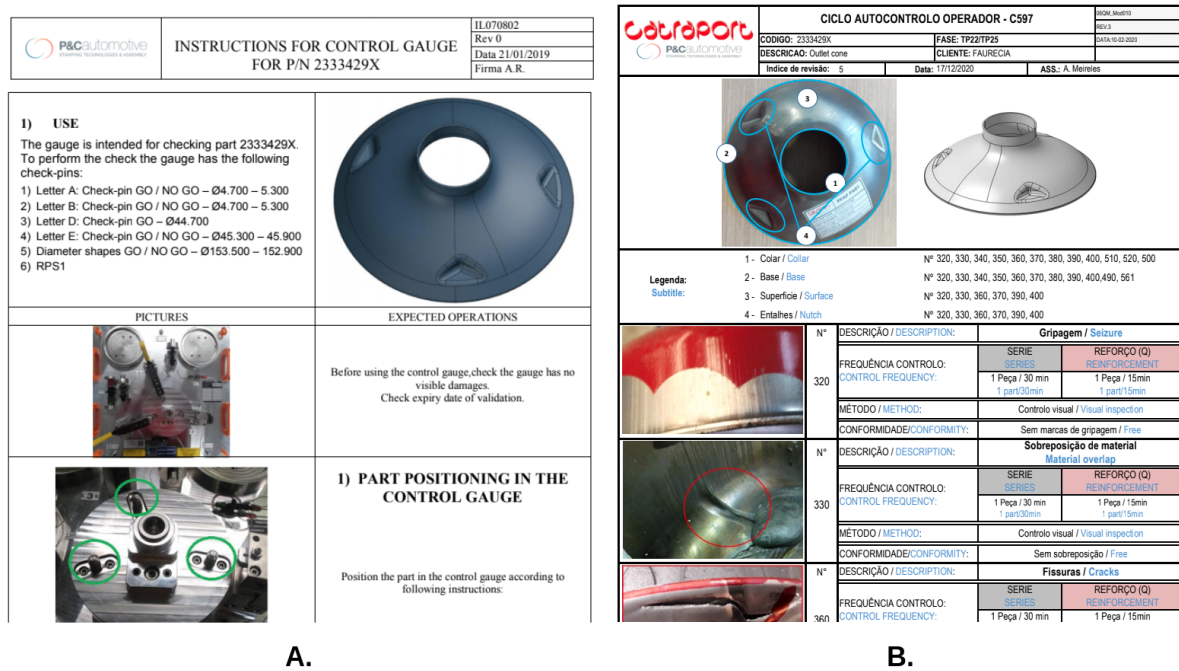 P&Cautomotive
STAMPING TECHNOLOGIES & ASSEMBLY
INSTRUCTIONS FOR CONTROL GAUGE
FOR P/N 2333429X
IL070802
Rev 0
Data 21/01/2019
Firma A.R.
1) USE
The gauge is intended for checking part 2333429X.
To perform the check the gauge has the following
check-pins:
1) Letter A: Check-pin GO / NO GO – Ø4.700 - 5.300
2) Letter B: Check-pin GO / NO GO – Ø4.700 - 5.300
3) Letter D: Check-pin GO – Ø44.700
4) Letter E: Check-pin GO / NO GO – Ø45.300 - 45.900
5) Diameter shapes GO / NO GO – Ø153.500 – 152.900
6) RPS1
PICTURES
EXPECTED OPERATIONS
Before using the control gauge,check the gauge has no
visible damages.
Check expiry date of validation.
1) PART POSITIONING IN THE
CONTROL GAUGE
Position the part in the control gauge according to
following instructions:
A.
catraport
P&Cautomotive
STAMPING TECHNOLOGIES & ASSEMBLY
CICLO AUTOCONTROLO OPERADOR - C597
06QM_Mod010
REV.3
DATA:10-02-2020
CODIGO: 2333429X
FASE: TP22/TP25
DESCRICAO: Outlet cone
CLIENTE: FAURECIA
Indice de revisão: 5
Data: 17/12/2020
ASS.: A. Meireles
3
2
1
4
Legenda:
Subtitle:
1 - Colar / Collar
Nº 320, 330, 340, 350, 360, 370, 380, 390, 400, 510, 520, 500
2 - Base / Base
Nº 320, 330, 340, 350, 360, 370, 380, 390, 400,490, 561
3 - Superficie / Surface
Nº 320, 330, 360, 370, 390, 400
4 - Entalhes / Nutch
Nº 320, 330, 360, 370, 390, 400
N°
320
DESCRIÇÃO / DESCRIPTION:
Gripagem / Seizure
FREQUÊNCIA CONTROLO:
CONTROL FREQUENCY:
SERIE
SERIES
REFORÇO (Q)
REINFORCEMENT
1 Peça / 30 min
1 part/30min
1 Peça / 15min
1 part/15min
MÉTODO / METHOD:
Controlo visual / Visual inspection
CONFORMIDADE/CONFORMITY:
Sem marcas de gripagem / Free
N°
330
DESCRIÇÃO / DESCRIPTION:
Sobreposição de material
Material overlap
FREQUÊNCIA CONTROLO:
CONTROL FREQUENCY:
SERIE
SERIES
REFORÇO (Q)
REINFORCEMENT
1 Peça / 30 min
1 part/30min
1 Peça / 15min
1 part/15min
MÉTODO / METHOD:
Controlo visual / Visual inspection
CONFORMIDADE/CONFORMITY:
Sem sobreposição / Free
N°
360
DESCRIÇÃO / DESCRIPTION:
Fissuras / Cracks
FREQUÊNCIA CONTROLO:
CONTROL FREQUENCY:
SERIE
SERIES
REFORÇO (Q)
REINFORCEMENT
1 Peça / 30 min
1 Peça / 15min
B.